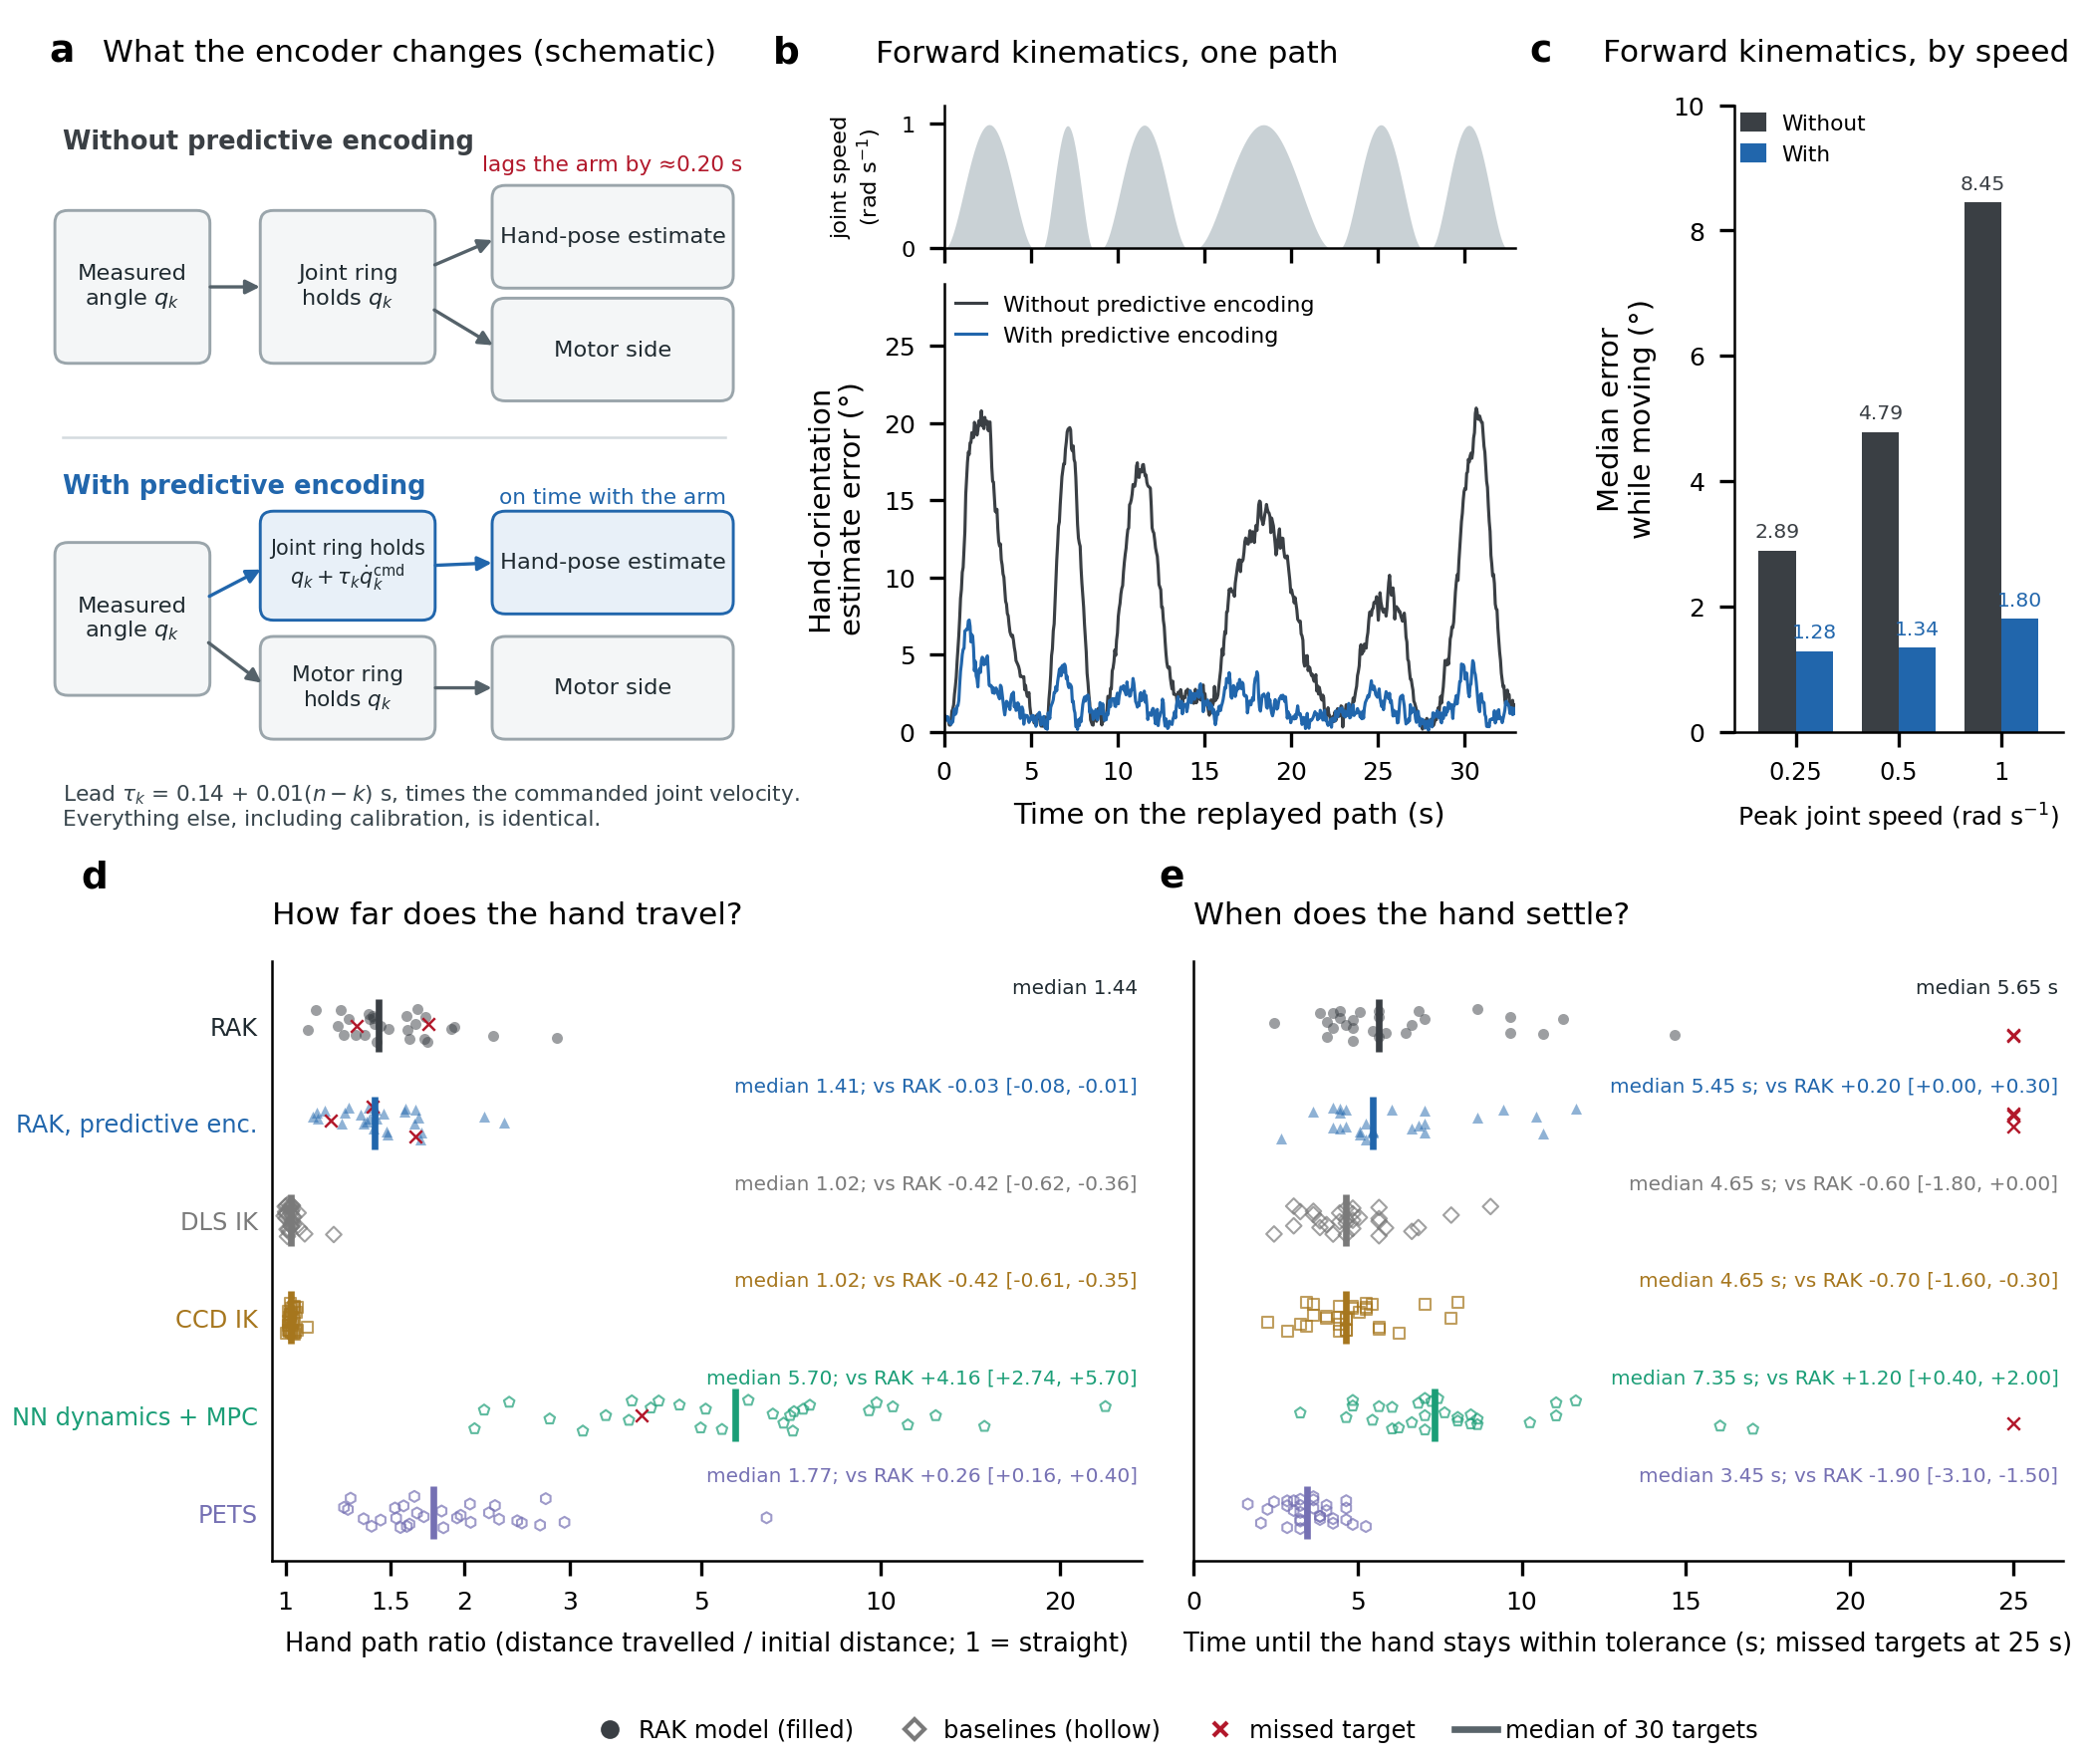 a What the encoder changes (schematic)
Without predictive encoding
lags the arm by ≈0.20 s
Measured
angle qₖ
Joint ring
holds qₖ
Hand-pose estimate
Motor side
With predictive encoding
on time with the arm
Measured
angle qₖ
Joint ring holds
qₖ + τₖq̇ₖᶜᵐᵈ
Hand-pose estimate
Motor ring
holds qₖ
Motor side
Lead τₖ = 0.14 + 0.01(n − k) s, times the commanded joint velocity.
Everything else, including calibration, is identical.
b Forward kinematics, one path
joint speed
(rad s⁻¹)
1
0
Without predictive encoding
With predictive encoding
Hand-orientation
estimate error (°)
25
20
15
10
5
0
0 5 10 15 20 25 30
Time on the replayed path (s)
c Forward kinematics, by speed
Without
With
Median error
while moving (°)
10
8
6
4
2
0
2.89
1.28
4.79
1.34
8.45
1.80
0.25 0.5 1
Peak joint speed (rad s⁻¹)
d
How far does the hand travel?
RAK
median 1.44
RAK, predictive enc.
median 1.41; vs RAK -0.03 [-0.08, -0.01]
DLS IK
median 1.02; vs RAK -0.42 [-0.62, -0.36]
CCD IK
median 1.02; vs RAK -0.42 [-0.61, -0.35]
NN dynamics + MPC
median 5.70; vs RAK +4.16 [+2.74, +5.70]
PETS
median 1.77; vs RAK +0.26 [+0.16, +0.40]
1 1.5 2 3 5 10 20
Hand path ratio (distance travelled / initial distance; 1 = straight)
e
When does the hand settle?
median 5.65 s
median 5.45 s; vs RAK +0.20 [+0.00, +0.30]
median 4.65 s; vs RAK -0.60 [-1.80, +0.00]
median 4.65 s; vs RAK -0.70 [-1.60, -0.30]
median 7.35 s; vs RAK +1.20 [+0.40, +2.00]
median 3.45 s; vs RAK -1.90 [-3.10, -1.50]
0 5 10 15 20 25
Time until the hand stays within tolerance (s; missed targets at 25 s)
RAK model (filled)
baselines (hollow)
missed target
median of 30 targets